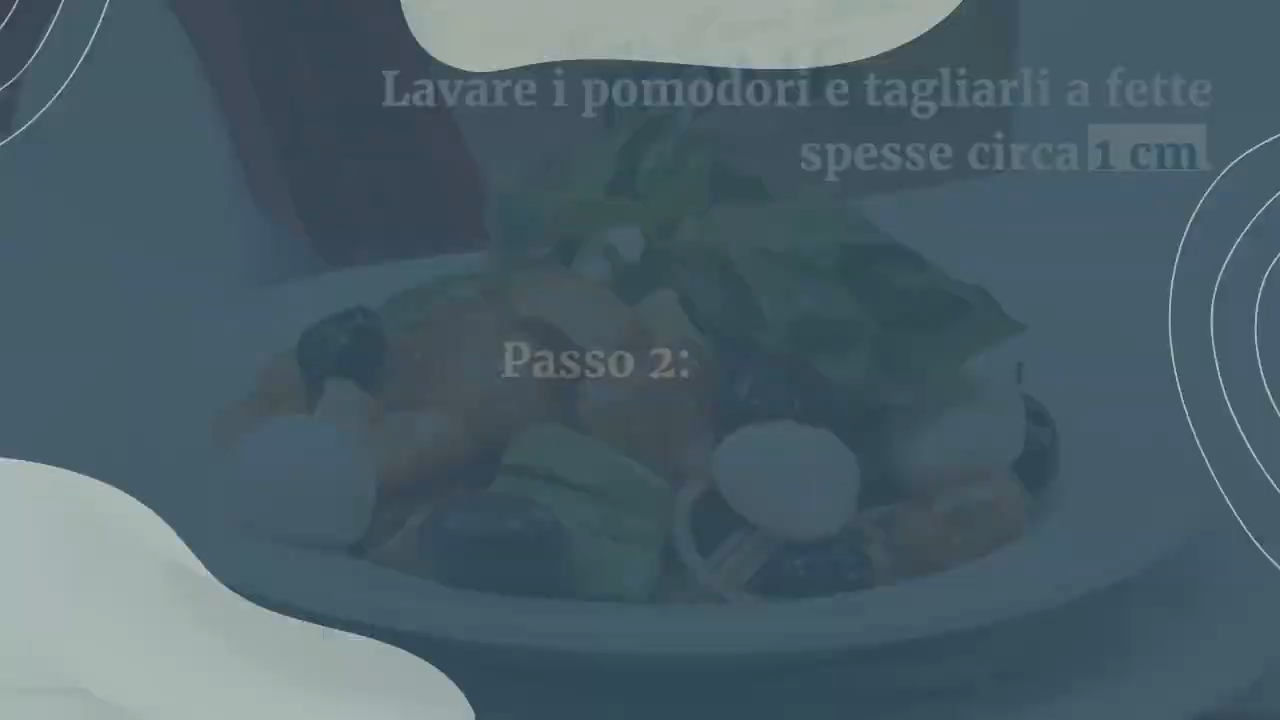 Lavare i pomodori e tagliarli a fette
spesse circa 1 cm.
Passo 2: